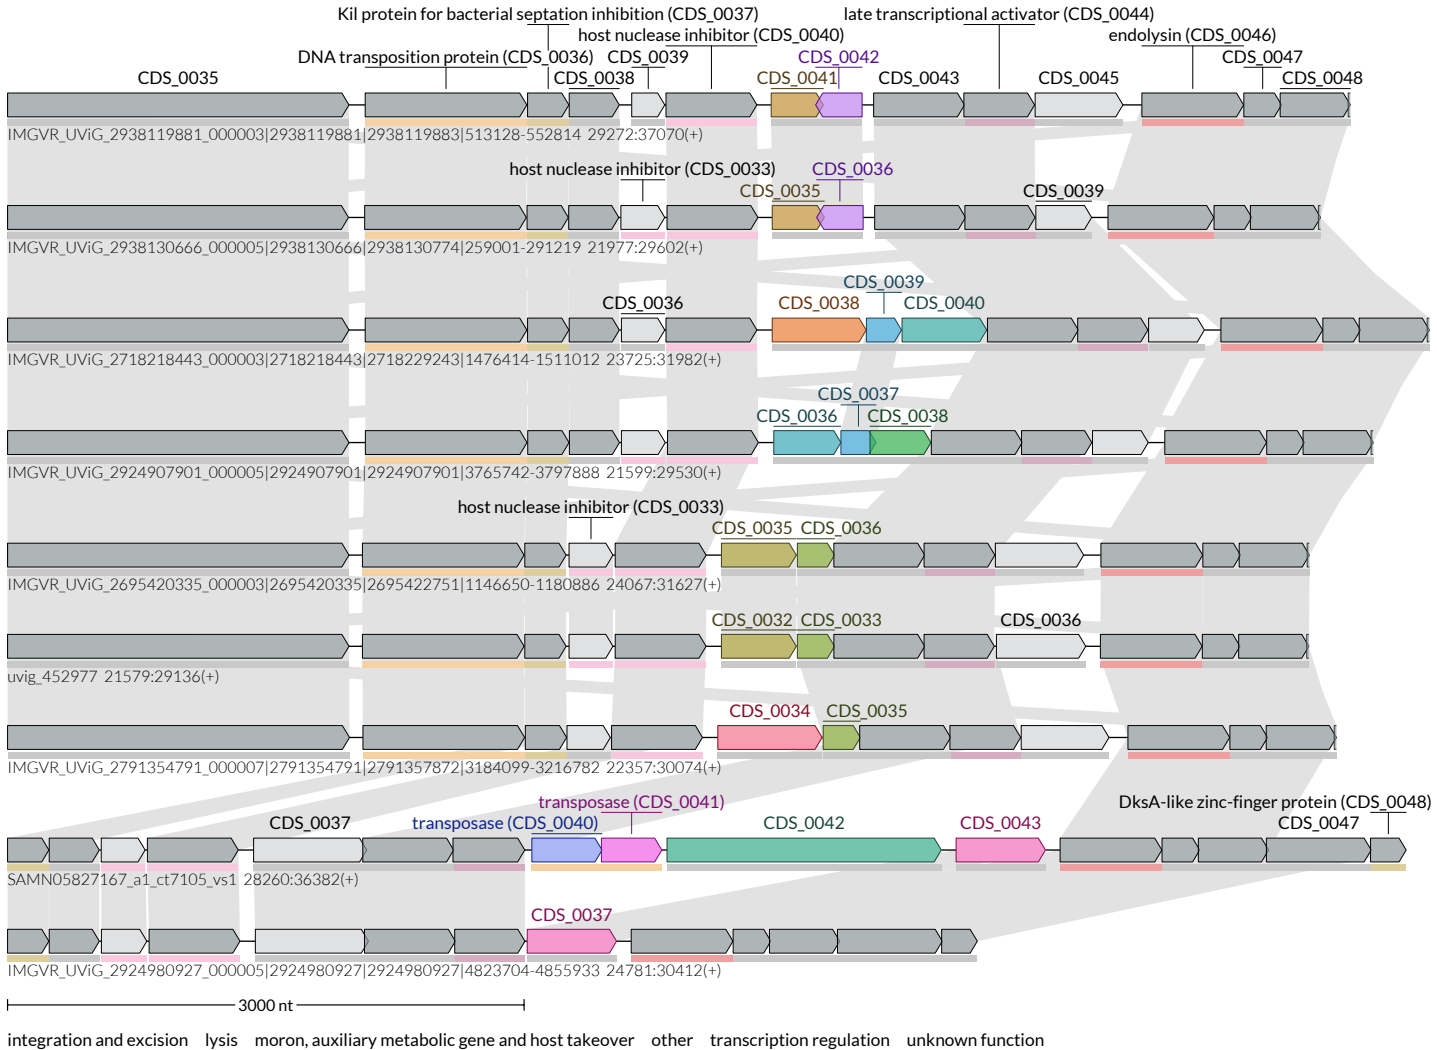 Kil protein for bacterial septation inhibition (CDS_0037) late transcriptional activator (CDS_0044)
host nuclease inhibitor (CDS_0040) endolysin (CDS_0046)
DNA transposition protein (CDS_0036) CDS_0039 CDS_0042 CDS_0047
CDS_0035 CDS_0038 CDS_0041 CDS_0043 CDS_0045 CDS_0048
IMGVR_UViG_2938119881_000003|2938119881|2938119883|513128-552814 29272:37070(+)
host nuclease inhibitor (CDS_0033) CDS_0036
CDS_0035 CDS_0039
IMGVR_UViG_2938130666_000005|2938130666|2938130774|259001-291219 21977:29602(+)
CDS_0039
CDS_0036 CDS_0038 CDS_0040
IMGVR_UViG_2718218443_000003|2718218443|2718229243|1476414-1511012 23725:31982(+)
CDS_0037
CDS_0036 CDS_0038
IMGVR_UViG_2924907901_000005|2924907901|2924907901|3765742-3797888 21599:29530(+)
host nuclease inhibitor (CDS_0033)
CDS_0035 CDS_0036
IMGVR_UViG_2695420335_000003|2695420335|2695422751|1146650-1180886 24067:31627(+)
CDS_0032 CDS_0033 CDS_0036
uvig_452977 21579:29136(+)
CDS_0034 CDS_0035
IMGVR_UViG_2791354791_000007|2791354791|2791357872|3184099-3216782 22357:30074(+)
transposase (CDS_0041) DksA-like zinc-finger protein (CDS_0048)
CDS_0037 transposase (CDS_0040) CDS_0042 CDS_0043 CDS_0047
SAMN05827167_a1_ct7105_vs1 28260:36382(+)
CDS_0037
IMGVR_UViG_2924980927_000005|2924980927|2924980927|4823704-4855933 24781:30412(+)
3000 nt
integration and excision lysis moron, auxiliary metabolic gene and host takeover other transcription regulation unknown function